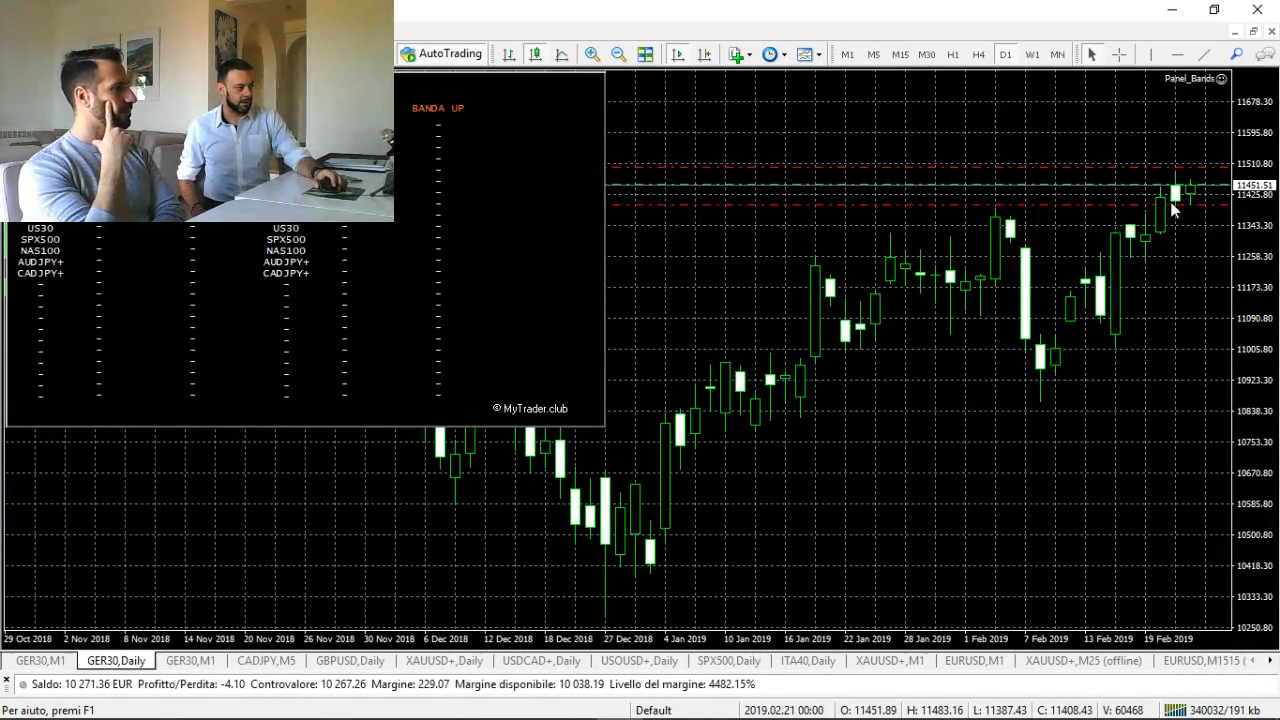 AutoTrading
M1 M5 M15 M30 H1 H4 D1 W1 MN
Panel_Bands
BANDA UP
US30 US30
SPX500 SPX500
NAS100 NAS100
AUDJPY+ AUDJPY+
CADJPY+ CADJPY+
© MyTrader.club
11678.30
11595.80
11510.80
11451.51
11425.80
11343.30
11258.30
11173.30
11090.80
11005.80
10923.30
10838.30
10753.30
10670.80
10585.80
10500.80
10418.30
10333.30
10250.80
29 Oct 2018 2 Nov 2018 8 Nov 2018 14 Nov 2018 20 Nov 2018 26 Nov 2018 30 Nov 2018 6 Dec 2018 12 Dec 2018 18 Dec 2018 27 Dec 2018 4 Jan 2019 10 Jan 2019 16 Jan 2019 22 Jan 2019 28 Jan 2019 1 Feb 2019 7 Feb 2019 13 Feb 2019 19 Feb 2019
GER30,M1 GER30,Daily GER30,M1 CADJPY,M5 GBPUSD,Daily XAUUSD+,Daily USDCAD+,Daily USOUSD+,Daily SPX500,Daily ITA40,Daily XAUUSD+,M1 EURUSD,M1 XAUUSD+,M25 (offline) EURUSD,M1515 (
Saldo: 10 271.36 EUR Profitto/Perdita: -4.10 Controvalore: 10 267.26 Margine: 229.07 Margine disponibile: 10 038.19 Livello del margine: 4482.15%
Per aiuto, premi F1 Default 2019.02.21 00:00 O: 11451.89 H: 11483.16 L: 11387.43 C: 11408.43 V: 60468 340032/191 kb